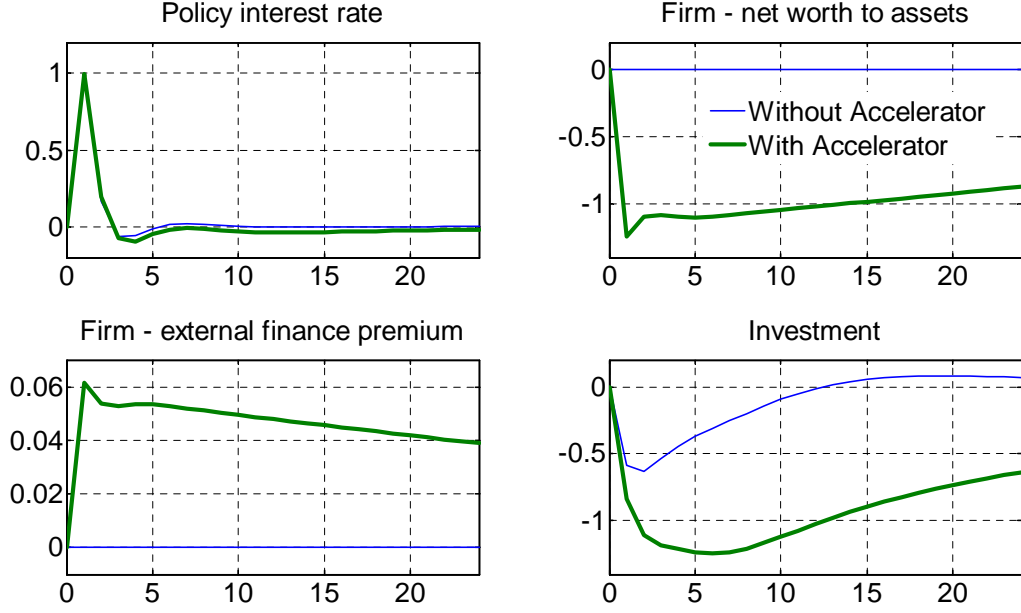 Policy interest rate
1
0.5
0
0 5 10 15 20
Firm - net worth to assets
0
-0.5
-1
Without Accelerator
With Accelerator
0 5 10 15 20
Firm - external finance premium
0.06
0.04
0.02
0
0 5 10 15 20
Investment
0
-0.5
-1
0 5 10 15 20